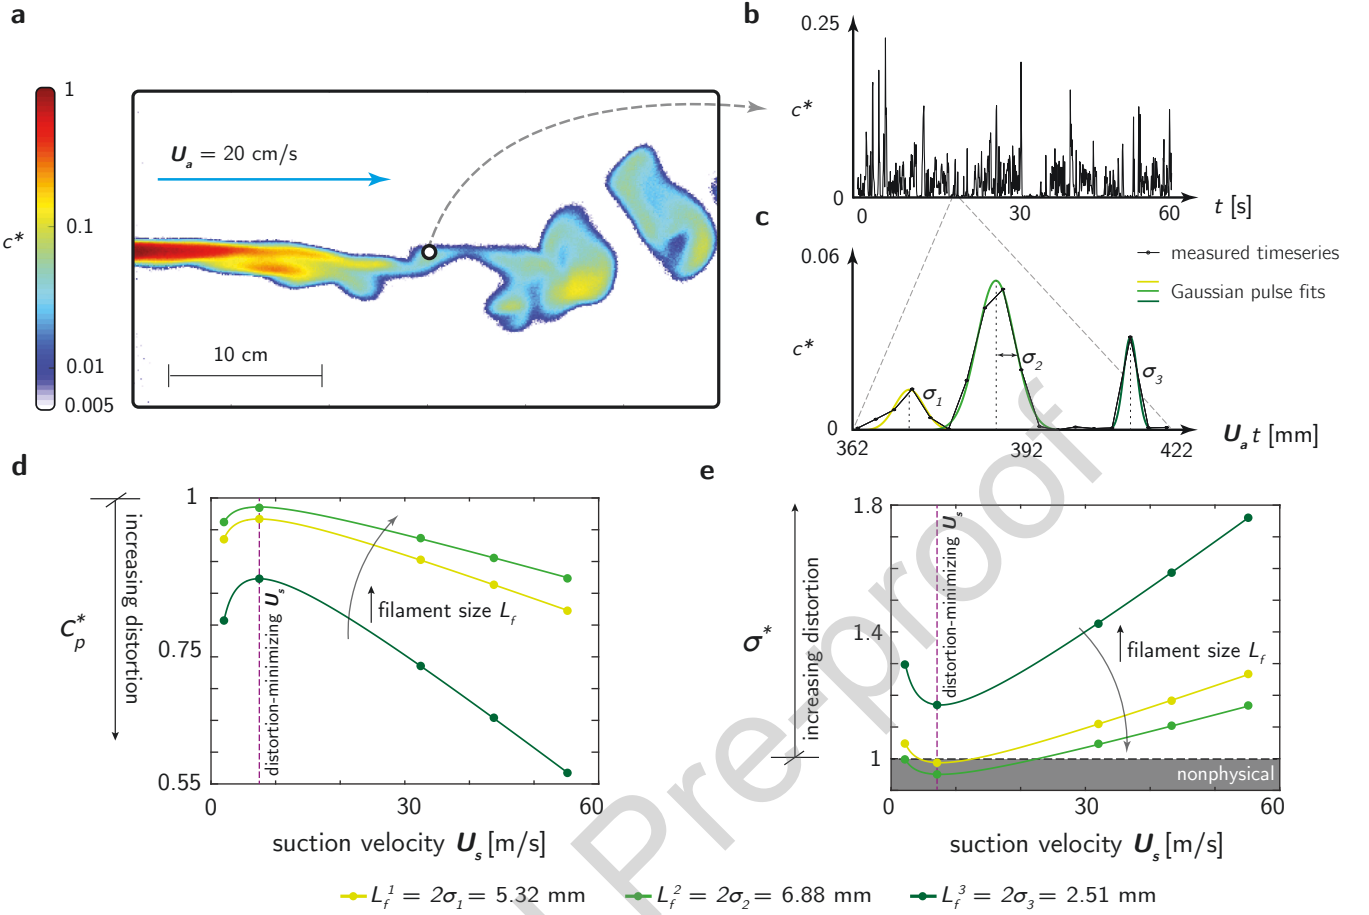 a
1
0.1
c*
0.01
0.005
U_a = 20 cm/s
10 cm
b
0.25
c*
0
0 30 60 t [s]
c
0.06
measured timeseries
Gaussian pulse fits
c*
σ_1
σ_2
σ_3
0
362 392 422 U_a t [mm]
d
increasing distortion
C_p^*
1
0.75
0.55
distortion-minimizing U_s
filament size L_f
0 30 60
suction velocity U_s [m/s]
e
increasing distortion
σ*
1.8
1.4
1
distortion-minimizing U_s
filament size L_f
nonphysical
0 30 60
suction velocity U_s [m/s]
L_f^1 = 2σ_1 = 5.32 mm L_f^2 = 2σ_2 = 6.88 mm L_f^3 = 2σ_3 = 2.51 mm
Pre-proof